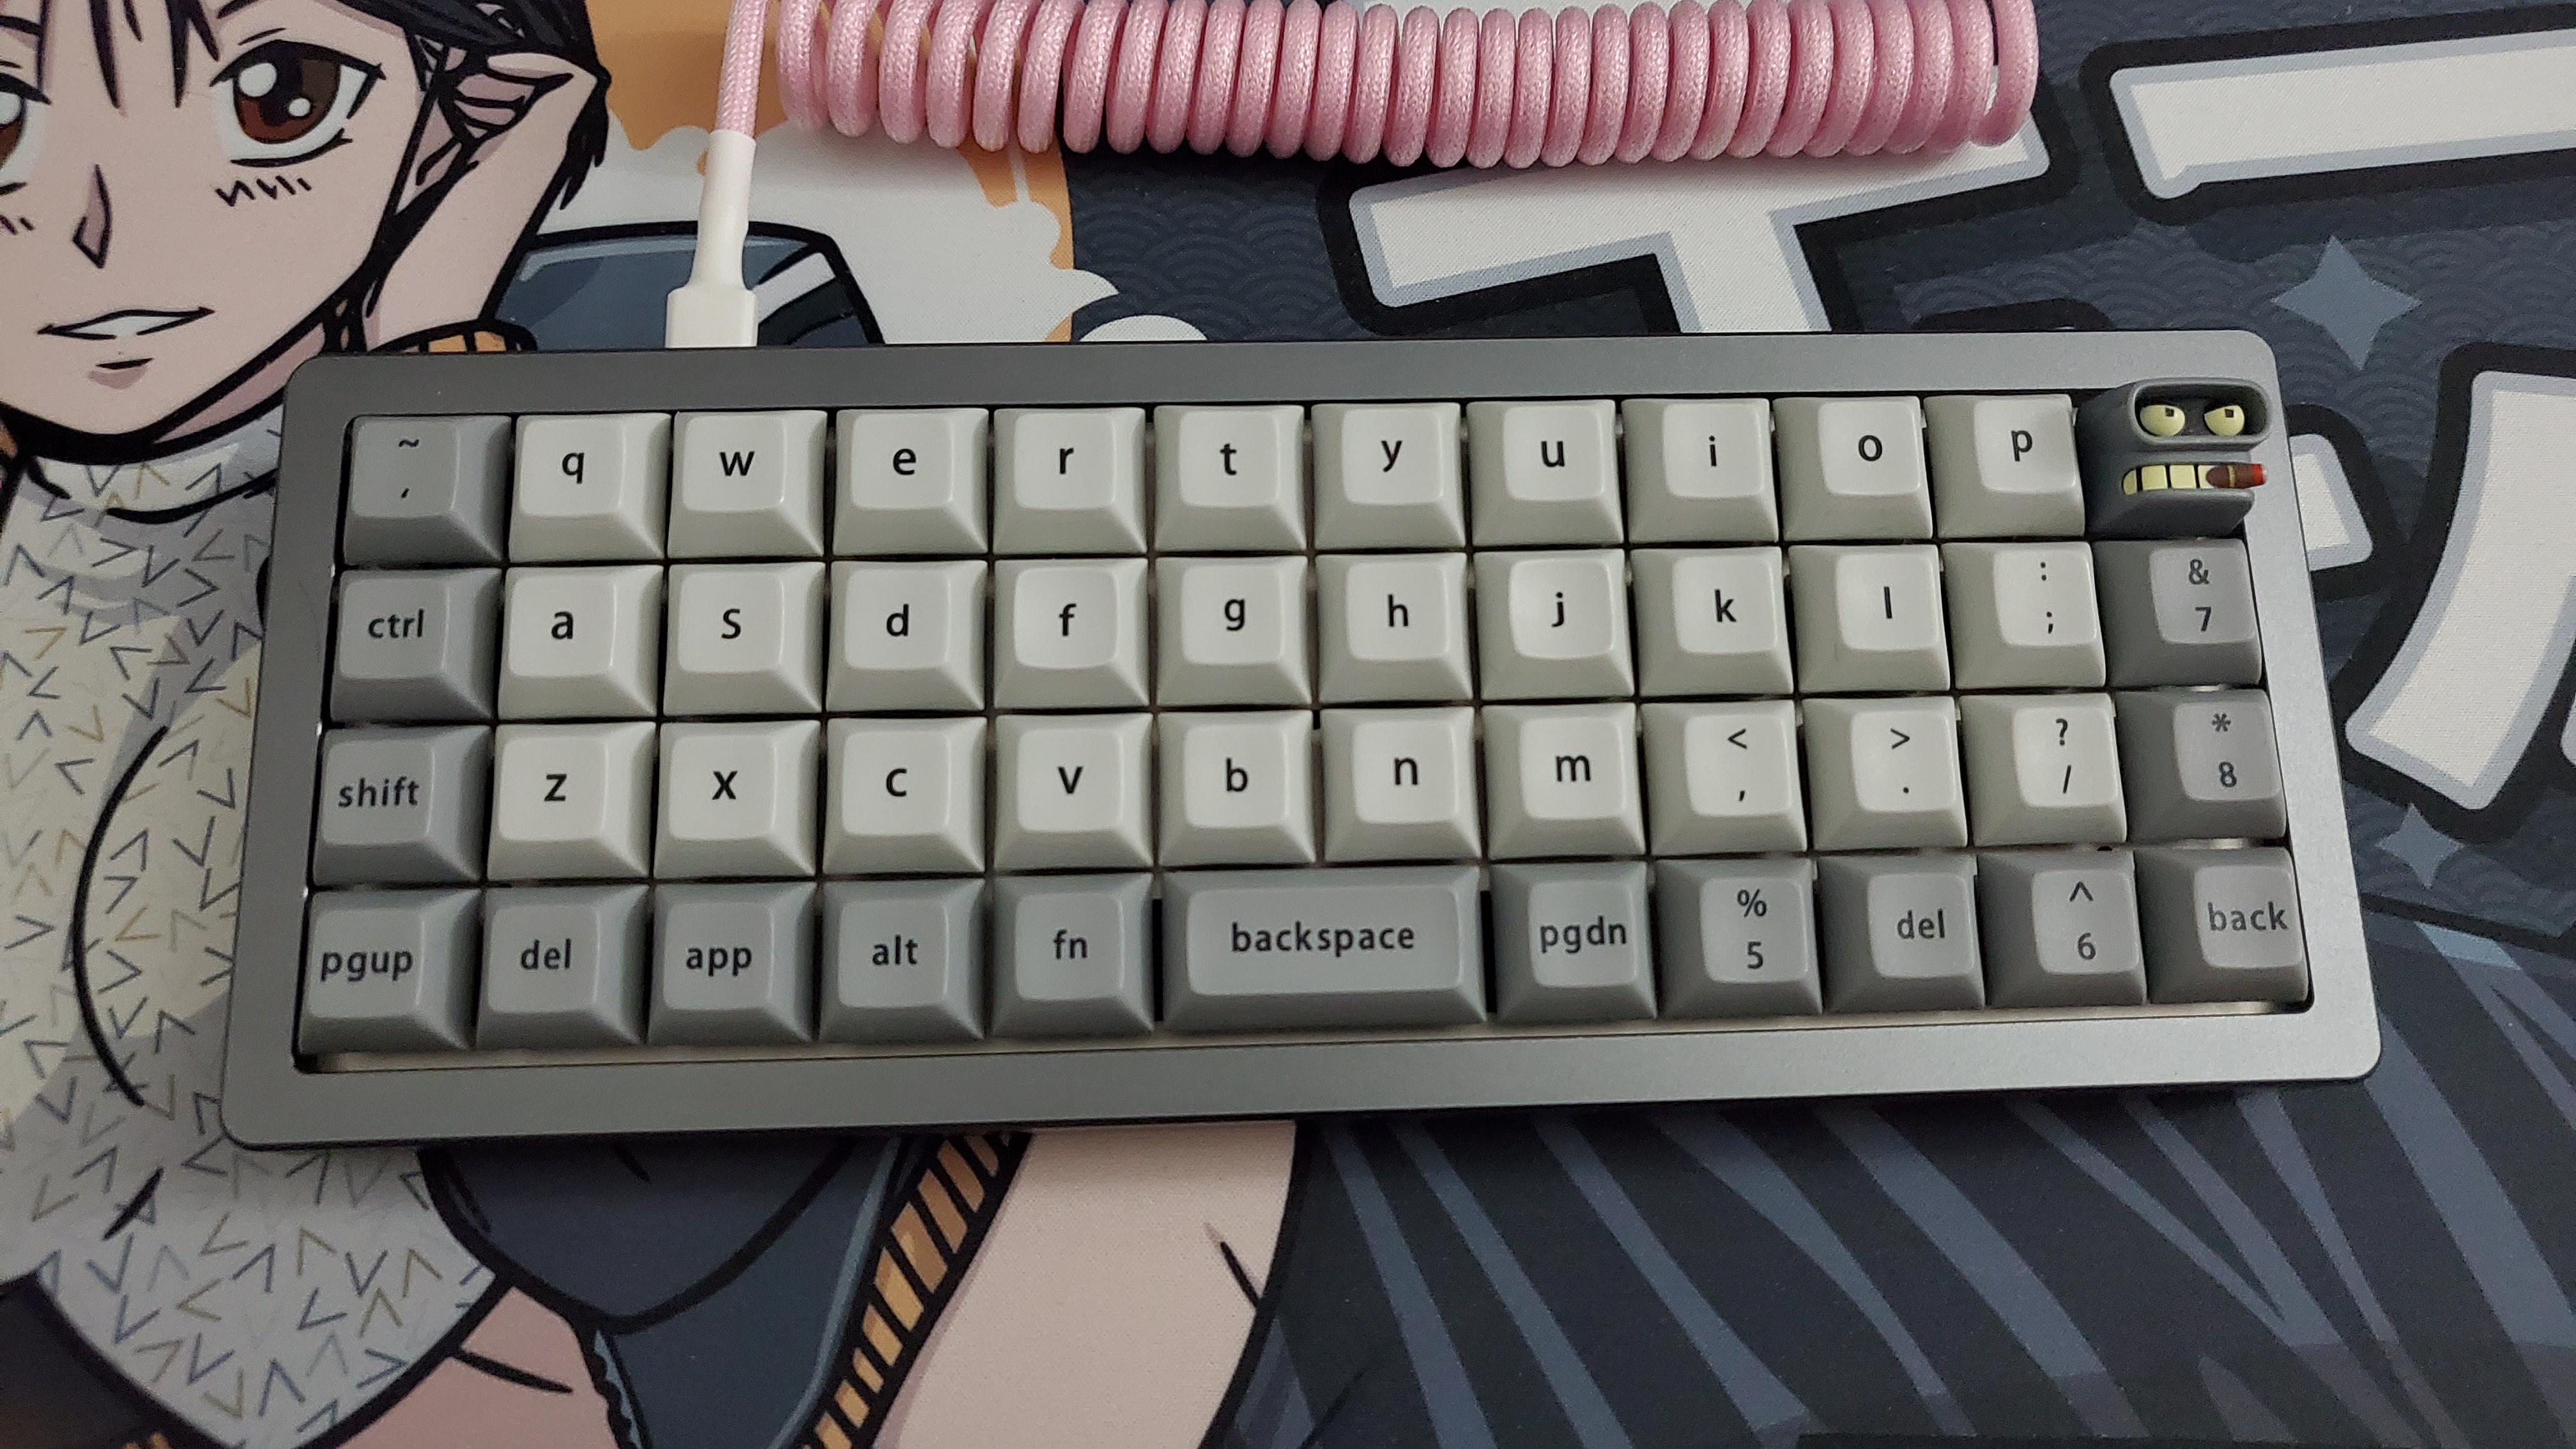 ~
,
q w e r t y u i o p
ctrl a s d f g h j k l : ; & 7
shift z x c v b n m < , > . ? / * 8
pgup del app alt fn backspace pgdn % 5 del ^ 6 back